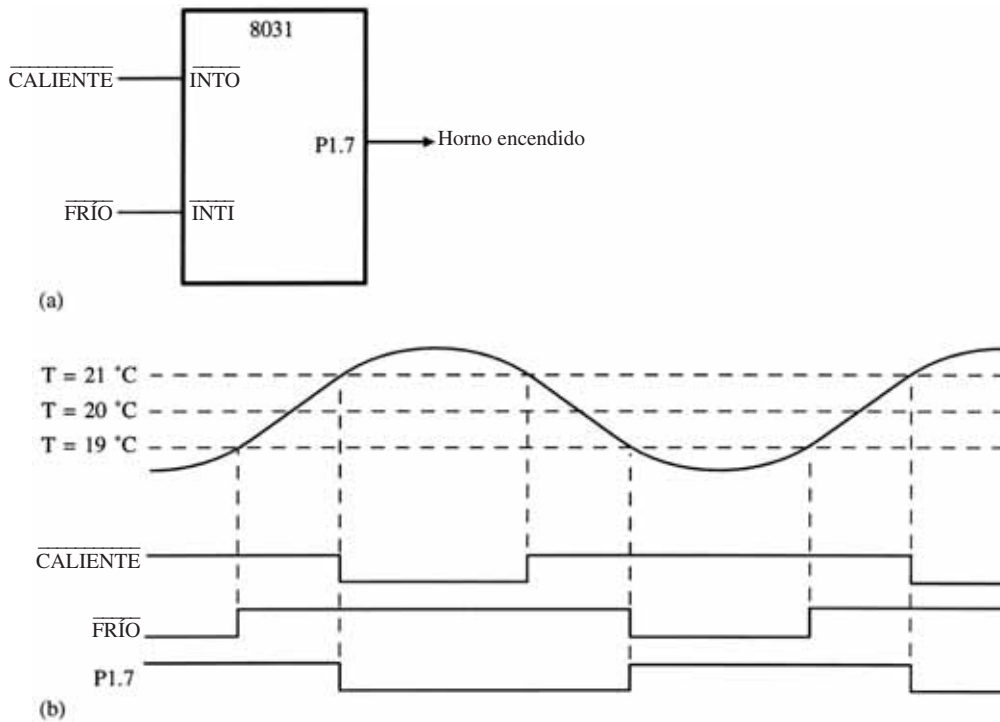 8031
CALIENTE
INTO
P1.7
Horno encendido
FRÍO
INTI
(a)
T = 21 °C
T = 20 °C
T = 19 °C
CALIENTE
FRÍO
P1.7
(b)